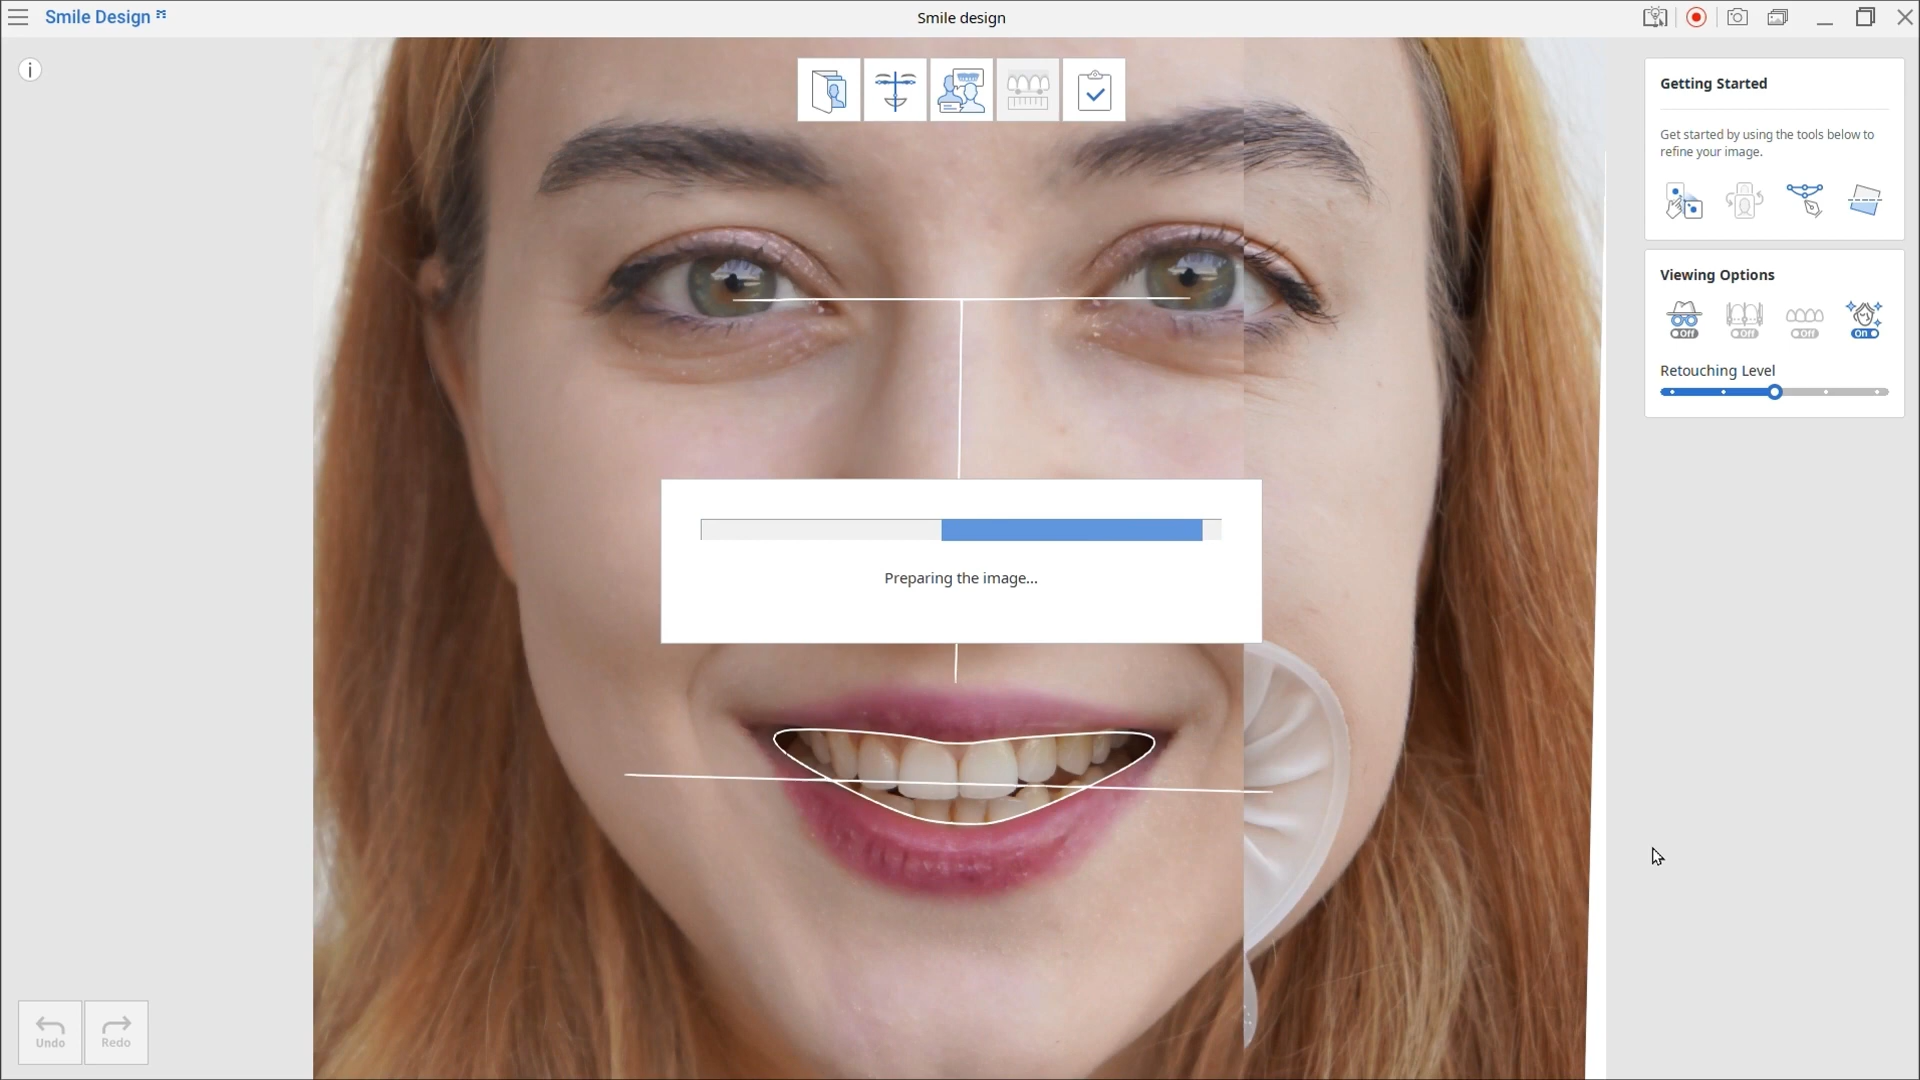 Smile Design
Smile design
Getting Started
Get started by using the tools below to
refine your image.
Viewing Options
Off
Off
Off
On
Retouching Level
Preparing the image...
Undo
Redo